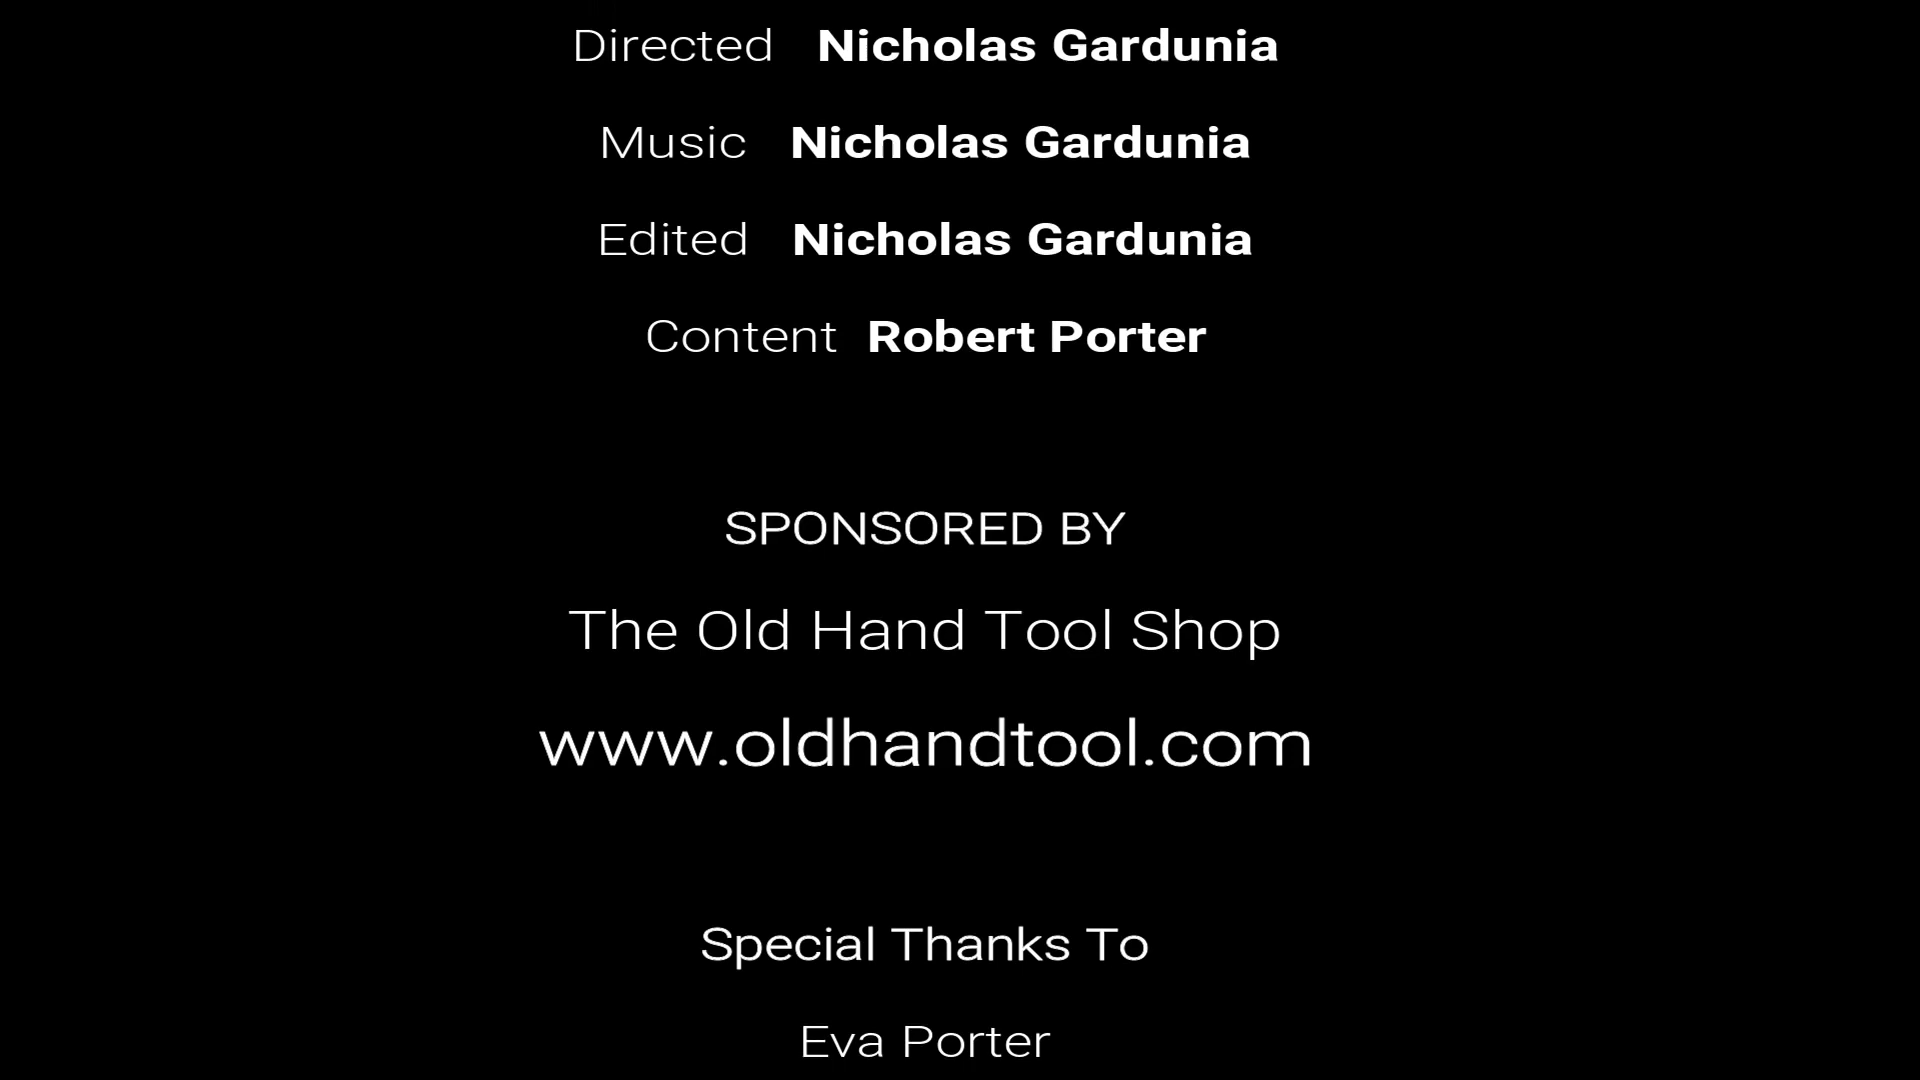 Directed Nicholas Gardunia
Music Nicholas Gardunia
Edited Nicholas Gardunia
Content Robert Porter
SPONSORED BY
The Old Hand Tool Shop
www.oldhandtool.com
Special Thanks To
Eva Porter